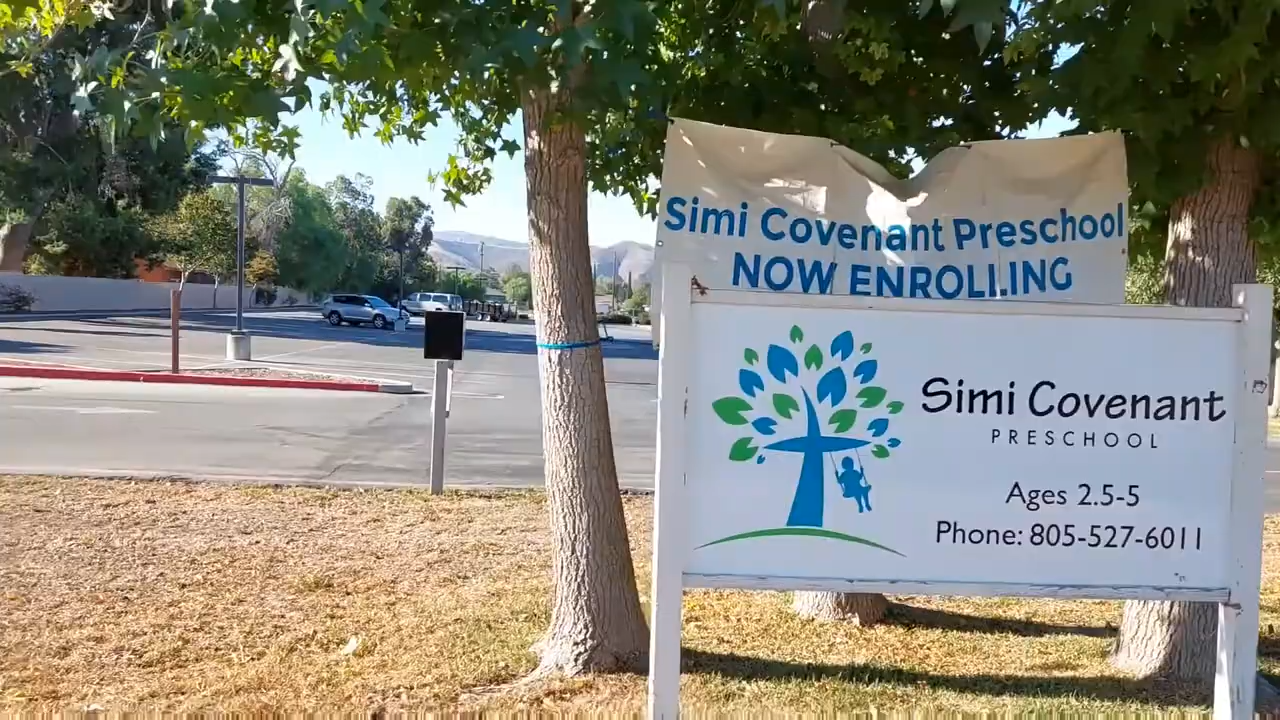 Simi Covenant Preschool
NOW ENROLLING
Simi Covenant
PRESCHOOL
Ages 2.5-5
Phone: 805-527-6011